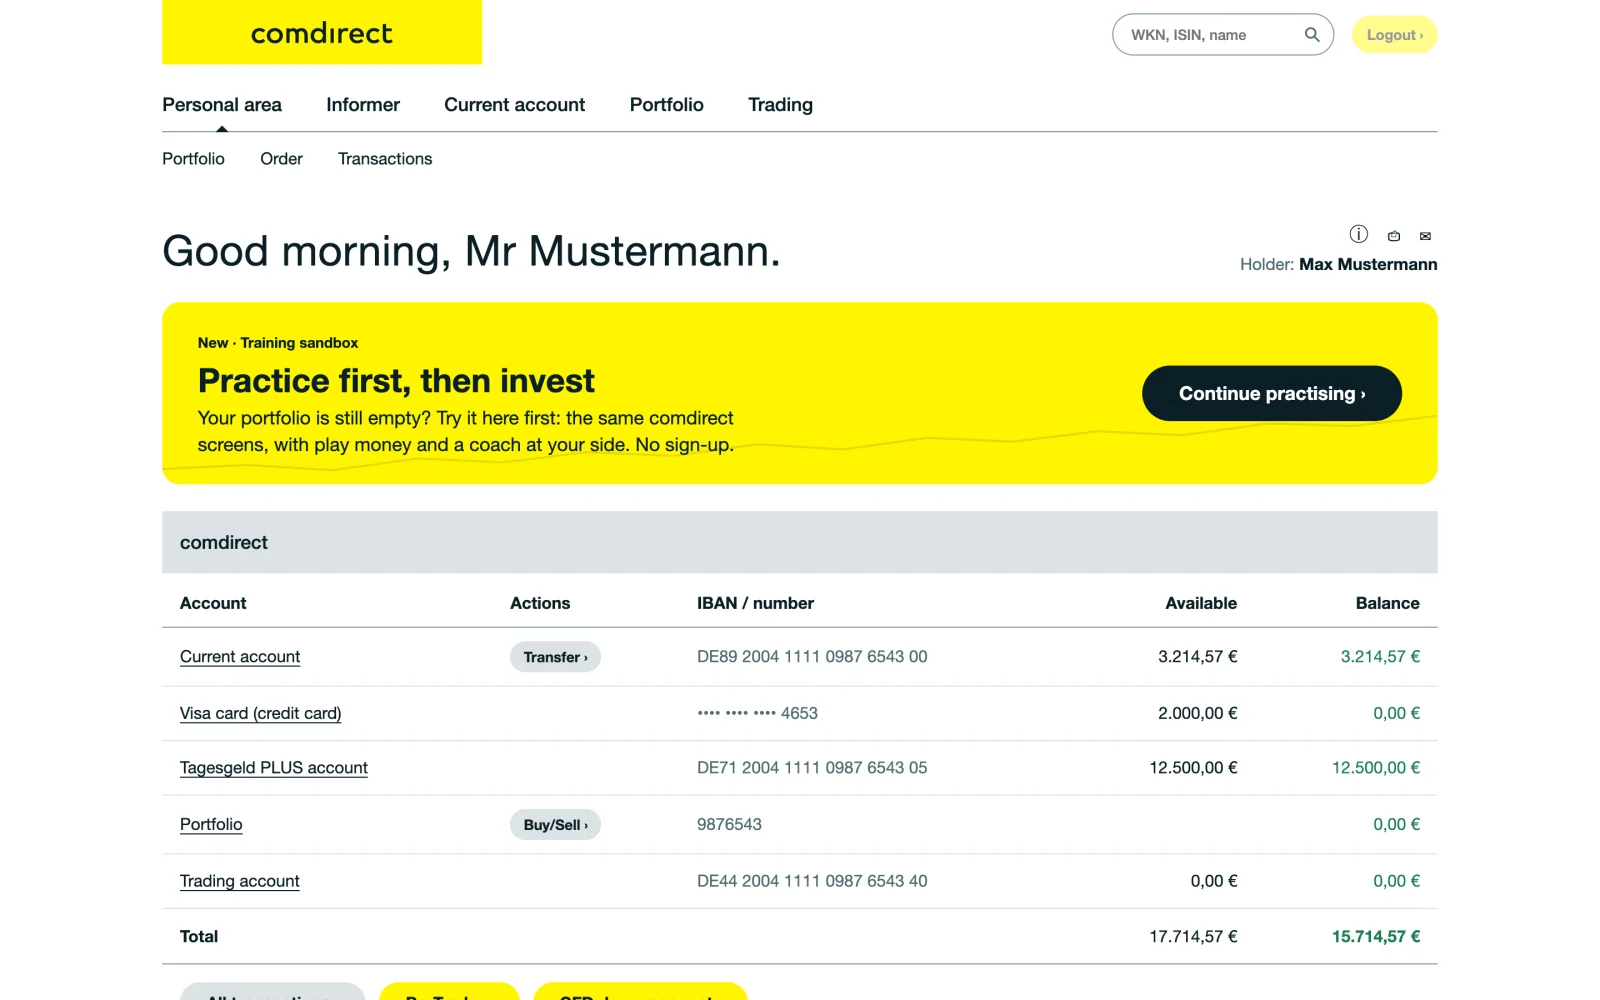 comdırect
WKN, ISIN, name
Logout ›
Personal area Informer Current account Portfolio Trading
Portfolio Order Transactions
Good morning, Mr Mustermann.
Holder: Max Mustermann
New · Training sandbox
Practice first, then invest
Your portfolio is still empty? Try it here first: the same comdirect
screens, with play money and a coach at your side. No sign-up.
Continue practising ›
comdirect
Account Actions IBAN / number Available Balance
Current account Transfer › DE89 2004 1111 0987 6543 00 3.214,57 € 3.214,57 €
Visa card (credit card) •••• •••• •••• 4653 2.000,00 € 0,00 €
Tagesgeld PLUS account DE71 2004 1111 0987 6543 05 12.500,00 € 12.500,00 €
Portfolio Buy/Sell › 9876543 0,00 €
Trading account DE44 2004 1111 0987 6543 40 0,00 € 0,00 €
Total 17.714,57 € 15.714,57 €